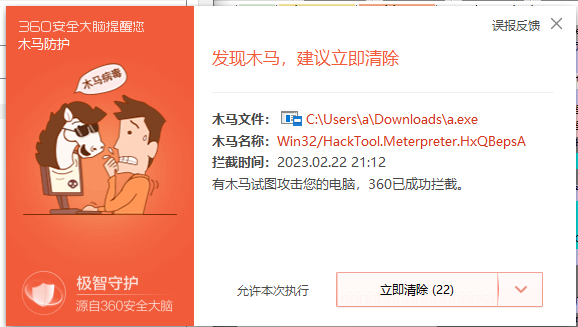 360安全大脑提醒您
木马防护
木马病毒
极智守护
源自360安全大脑
误报反馈
发现木马，建议立即清除
木马文件： C:\Users\a\Downloads\a.exe
木马名称：Win32/HackTool.Meterpreter.HxQBepsA
拦截时间：2023.02.22 21:12
有木马试图攻击您的电脑，360已成功拦截。
允许本次执行 立即清除 (22)